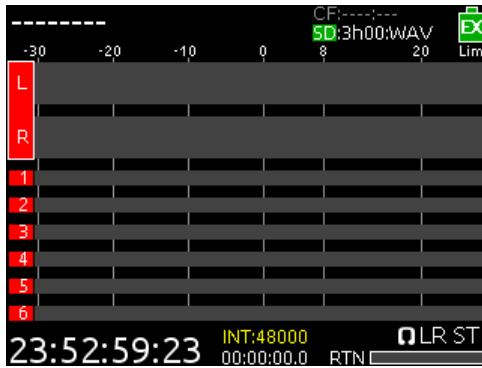 --------
CF:----:---
SD:3h00:WAV
EX
-30 -20 -10 0 8 20 Lim
L
R
1
2
3
4
5
6
23:52:59:23
INT:48000
00:00:00.0
LR ST
RTN